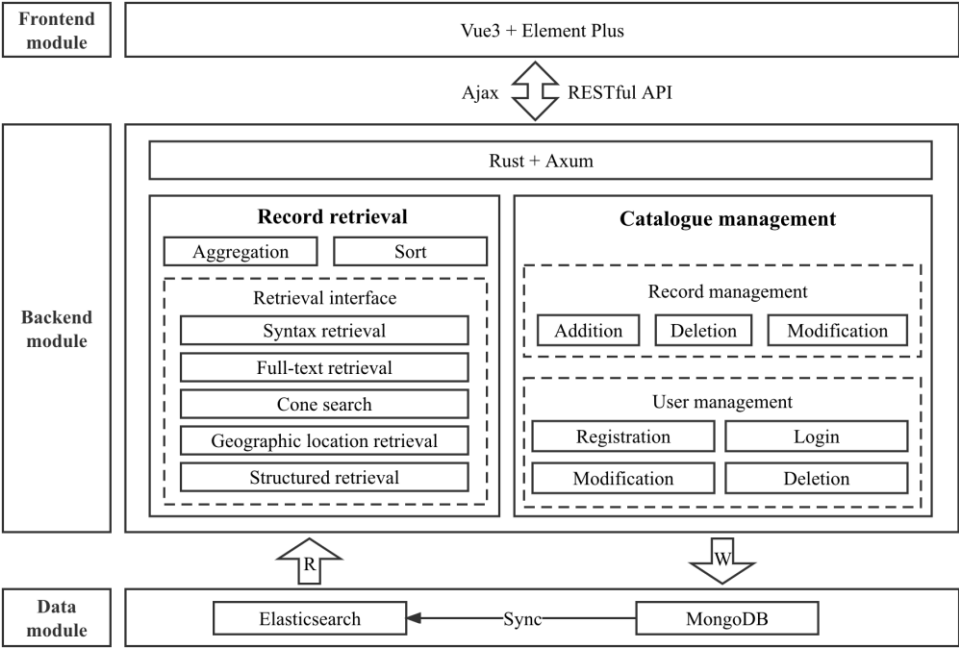 Frontend
module
Vue3 + Element Plus
Ajax
RESTful API
Backend
module
Rust + Axum
Record retrieval
Aggregation
Sort
Retrieval interface
Syntax retrieval
Full-text retrieval
Cone search
Geographic location retrieval
Structured retrieval
Catalogue management
Record management
Addition
Deletion
Modification
User management
Registration
Login
Modification
Deletion
R
W
Data
module
Elasticsearch
Sync
MongoDB